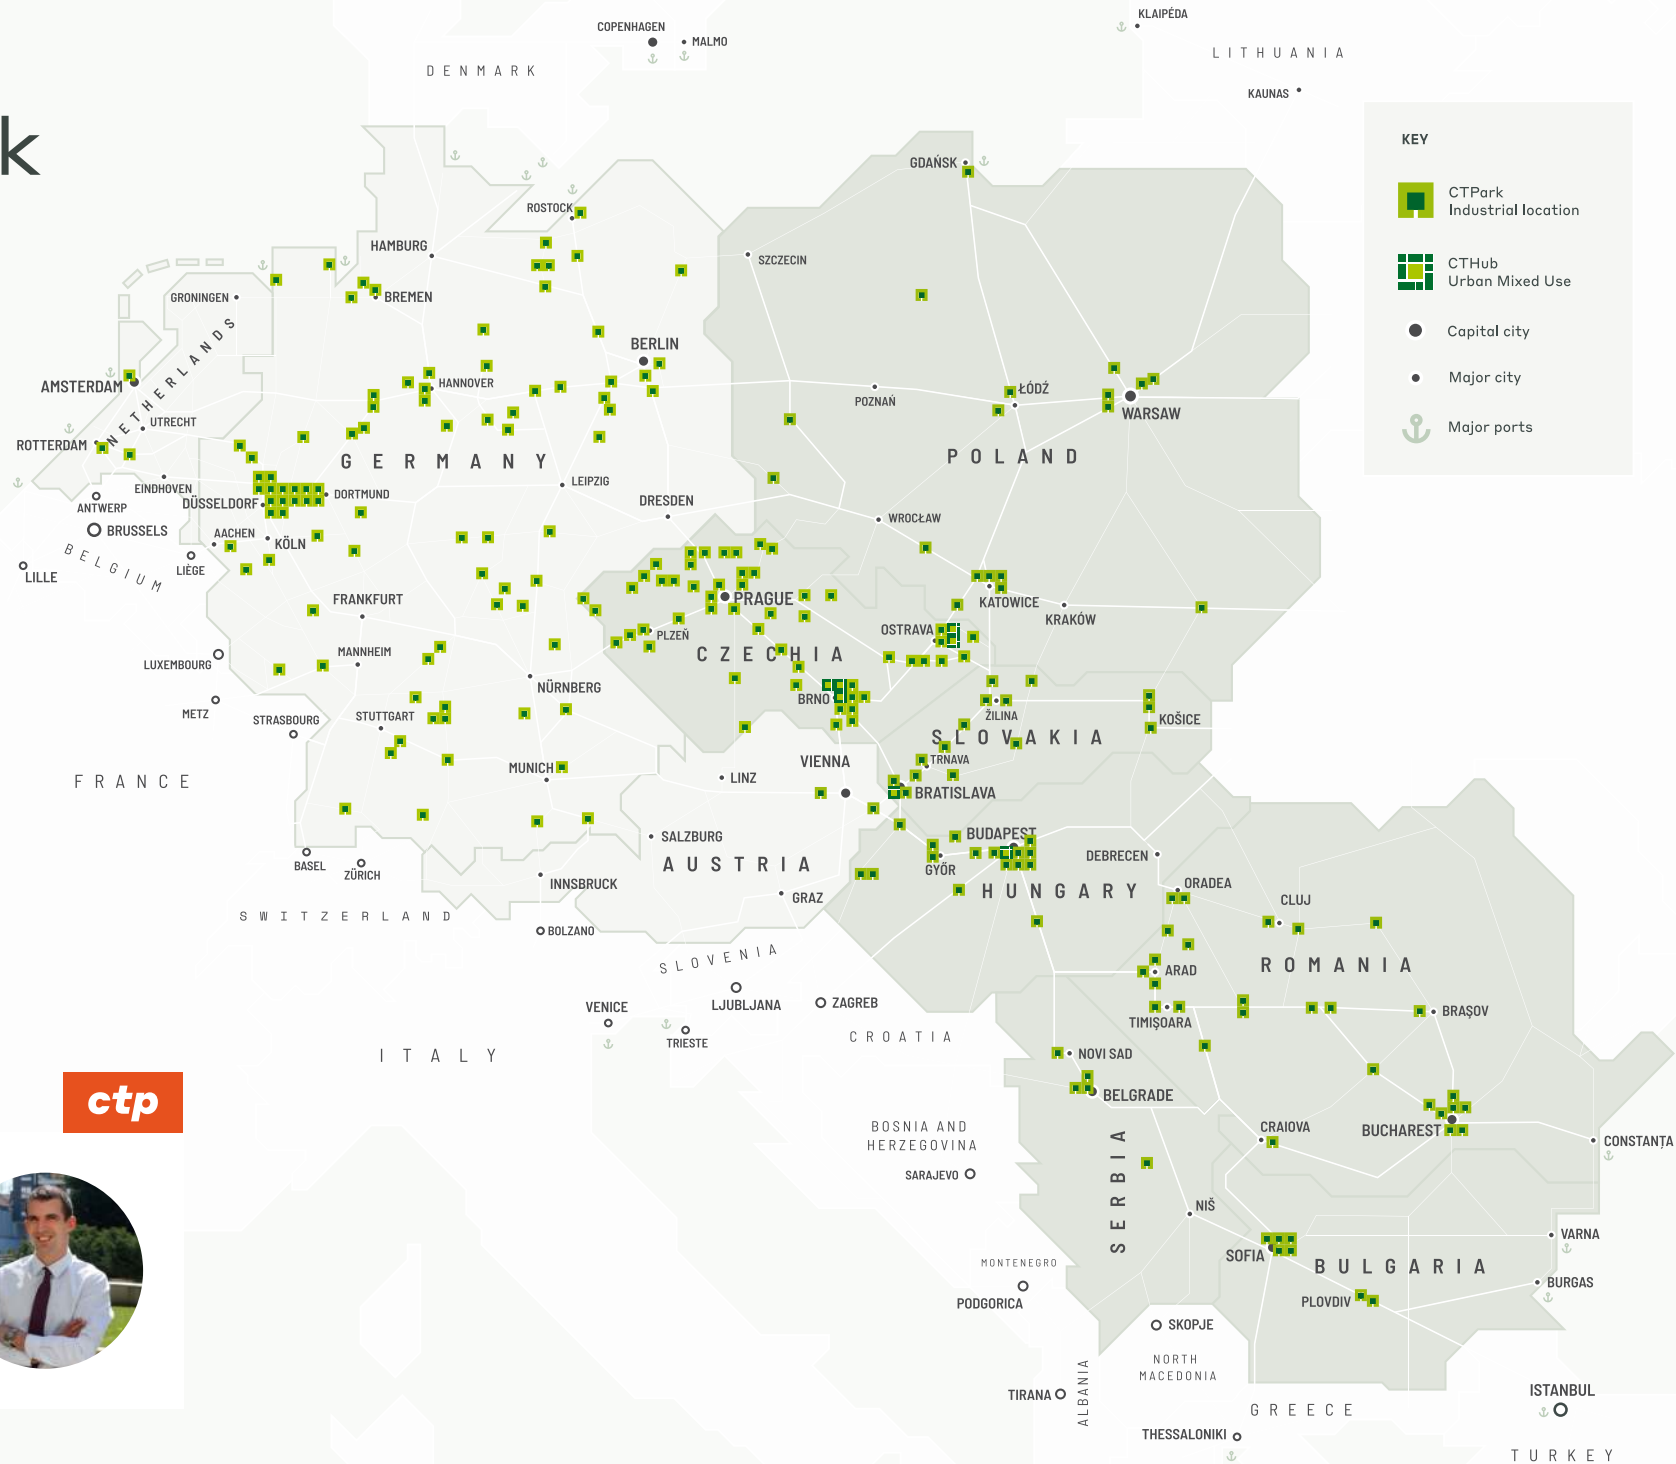 k
COPENHAGEN
MALMO
DENMARK
KLAIPĖDA
LITHUANIA
KAUNAS
KEY
CTPark
Industrial location
CTHub
Urban Mixed Use
Capital city
Major city
Major ports
GDAŃSK
ROSTOCK
HAMBURG
SZCZECIN
GRONINGEN
BREMEN
NETHERLANDS
BERLIN
AMSTERDAM
HANNOVER
ŁÓDŹ
POZNAŃ
WARSAW
UTRECHT
ROTTERDAM
GERMANY
POLAND
EINDHOVEN
LEIPZIG
DORTMUND
ANTWERP
DÜSSELDORF
DRESDEN
BRUSSELS
WROCŁAW
AACHEN
KÖLN
BELGIUM
LIÈGE
LILLE
FRANKFURT
PRAGUE
KATOWICE
KRAKÓW
OSTRAVA
PLZEŇ
CZECHIA
MANNHEIM
LUXEMBOURG
NÜRNBERG
BRNO
METZ
STRASBOURG
STUTTGART
ŽILINA
KOŠICE
SLOVAKIA
VIENNA
TRNAVA
FRANCE
MUNICH
LINZ
BRATISLAVA
SALZBURG
BUDAPEST
DEBRECEN
BASEL
ZÜRICH
AUSTRIA
GYŐR
INNSBRUCK
HUNGARY
ORADEA
GRAZ
CLUJ
SWITZERLAND
BOLZANO
SLOVENIA
ROMANIA
ARAD
LJUBLJANA
ZAGREB
VENICE
TIMIȘOARA
BRAȘOV
TRIESTE
CROATIA
ITALY
NOVI SAD
BELGRADE
ctp
BOSNIA AND
HERZEGOVINA
CRAIOVA
BUCHAREST
CONSTANȚA
SARAJEVO
SERBIA
NIŠ
VARNA
SOFIA
BULGARIA
MONTENEGRO
BURGAS
PODGORICA
PLOVDIV
SKOPJE
NORTH
MACEDONIA
TIRANA
ALBANIA
ISTANBUL
GREECE
THESSALONIKI
TURKEY